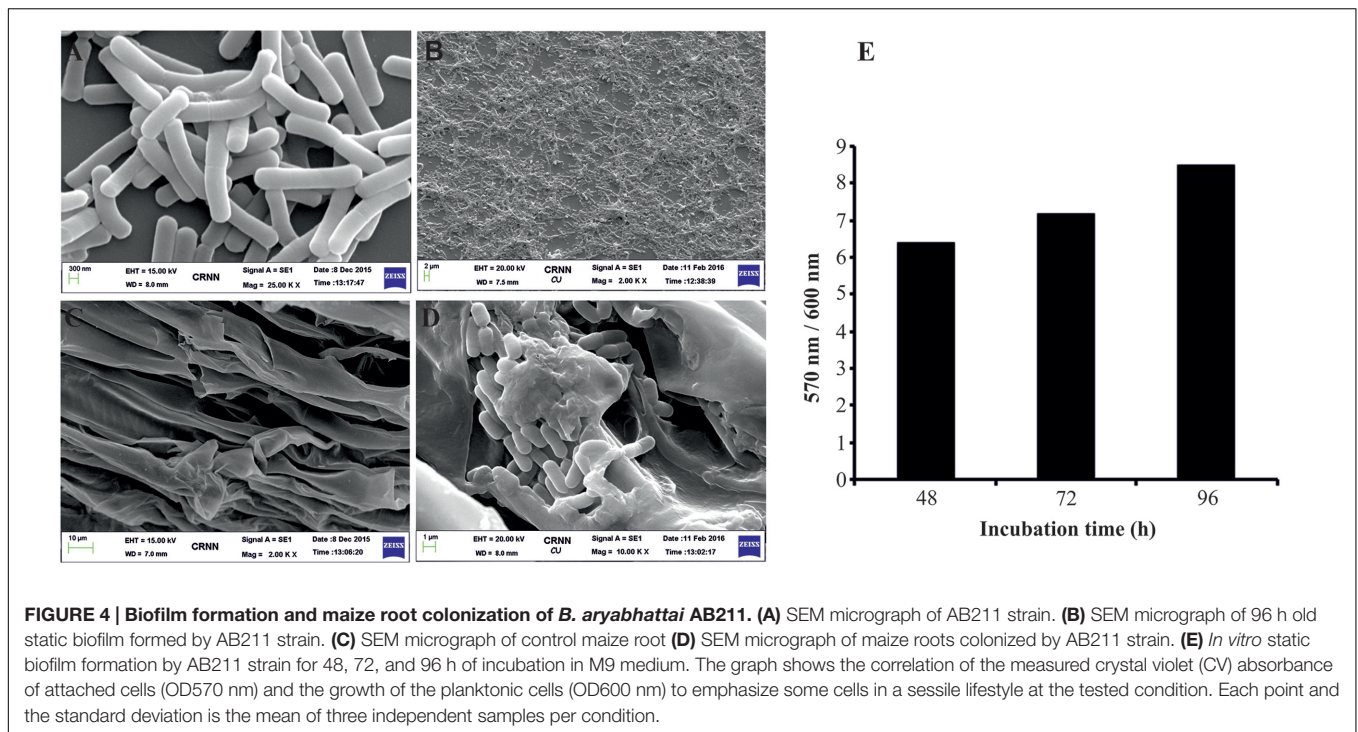 A
300 nm
EHT = 15.00 kV
WD = 8.0 mm
CRNN
Signal A = SE1
Mag = 25.00 K X
Date :8 Dec 2015
Time :13:17:47
ZEISS
B
2 µm
EHT = 20.00 kV
WD = 7.5 mm
CRNN
CU
Signal A = SE1
Mag = 2.00 K X
Date :11 Feb 2016
Time :12:38:39
ZEISS
C
10 µm
EHT = 15.00 kV
WD = 7.0 mm
CRNN
Signal A = SE1
Mag = 2.00 K X
Date :8 Dec 2015
Time :13:06:20
ZEISS
D
1 µm
EHT = 20.00 kV
WD = 8.0 mm
CRNN
CU
Signal A = SE1
Mag = 10.00 K X
Date :11 Feb 2016
Time :13:02:17
ZEISS
E
570 nm / 600 nm
9
8
7
6
5
4
3
2
1
0
48 72 96
Incubation time (h)
FIGURE 4 | Biofilm formation and maize root colonization of B. aryabhattai AB211. (A) SEM micrograph of AB211 strain. (B) SEM micrograph of 96 h old
static biofilm formed by AB211 strain. (C) SEM micrograph of control maize root (D) SEM micrograph of maize roots colonized by AB211 strain. (E) In vitro static
biofilm formation by AB211 strain for 48, 72, and 96 h of incubation in M9 medium. The graph shows the correlation of the measured crystal violet (CV) absorbance
of attached cells (OD570 nm) and the growth of the planktonic cells (OD600 nm) to emphasize some cells in a sessile lifestyle at the tested condition. Each point and
the standard deviation is the mean of three independent samples per condition.